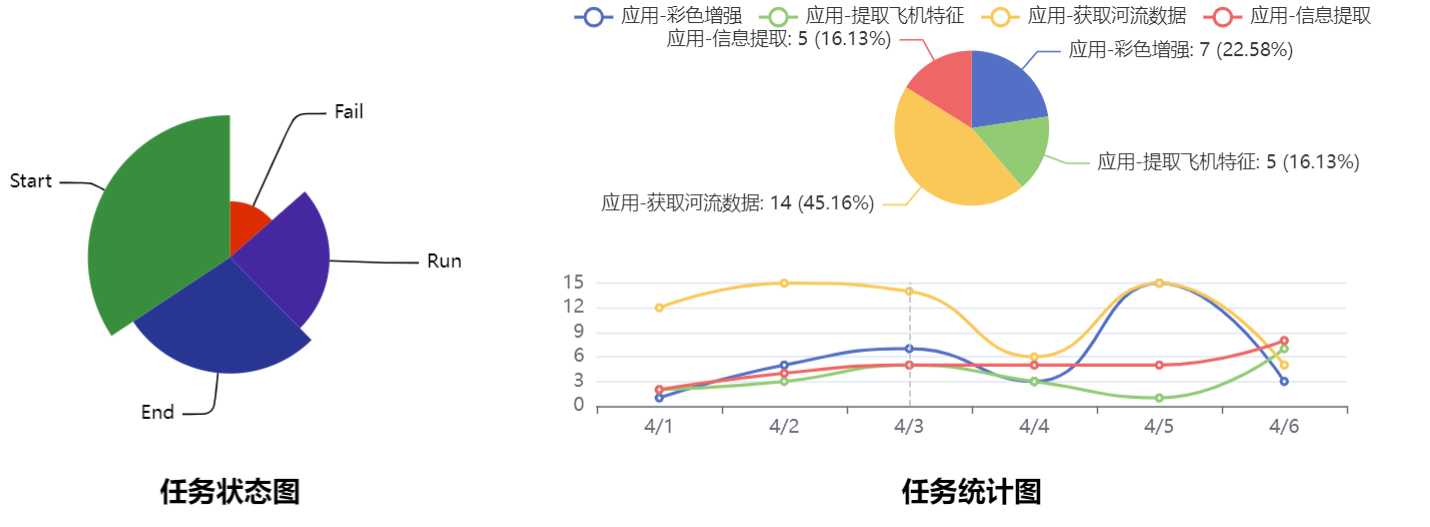 Fail
Start
Run
End
任务状态图
应用-彩色增强 应用-提取飞机特征 应用-获取河流数据 应用-信息提取
应用-信息提取: 5 (16.13%)
应用-彩色增强: 7 (22.58%)
应用-提取飞机特征: 5 (16.13%)
应用-获取河流数据: 14 (45.16%)
15
12
9
6
3
0
4/1 4/2 4/3 4/4 4/5 4/6
任务统计图